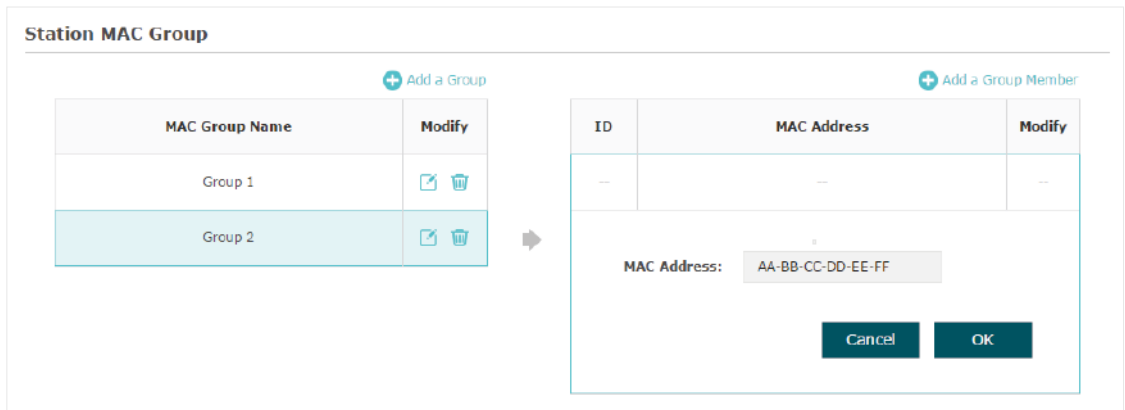 Station MAC Group
Add a Group
MAC Group Name Modify
Group 1
Group 2
Add a Group Member
ID MAC Address Modify
-- -- --
MAC Address: AA-BB-CC-DD-EE-FF
Cancel OK